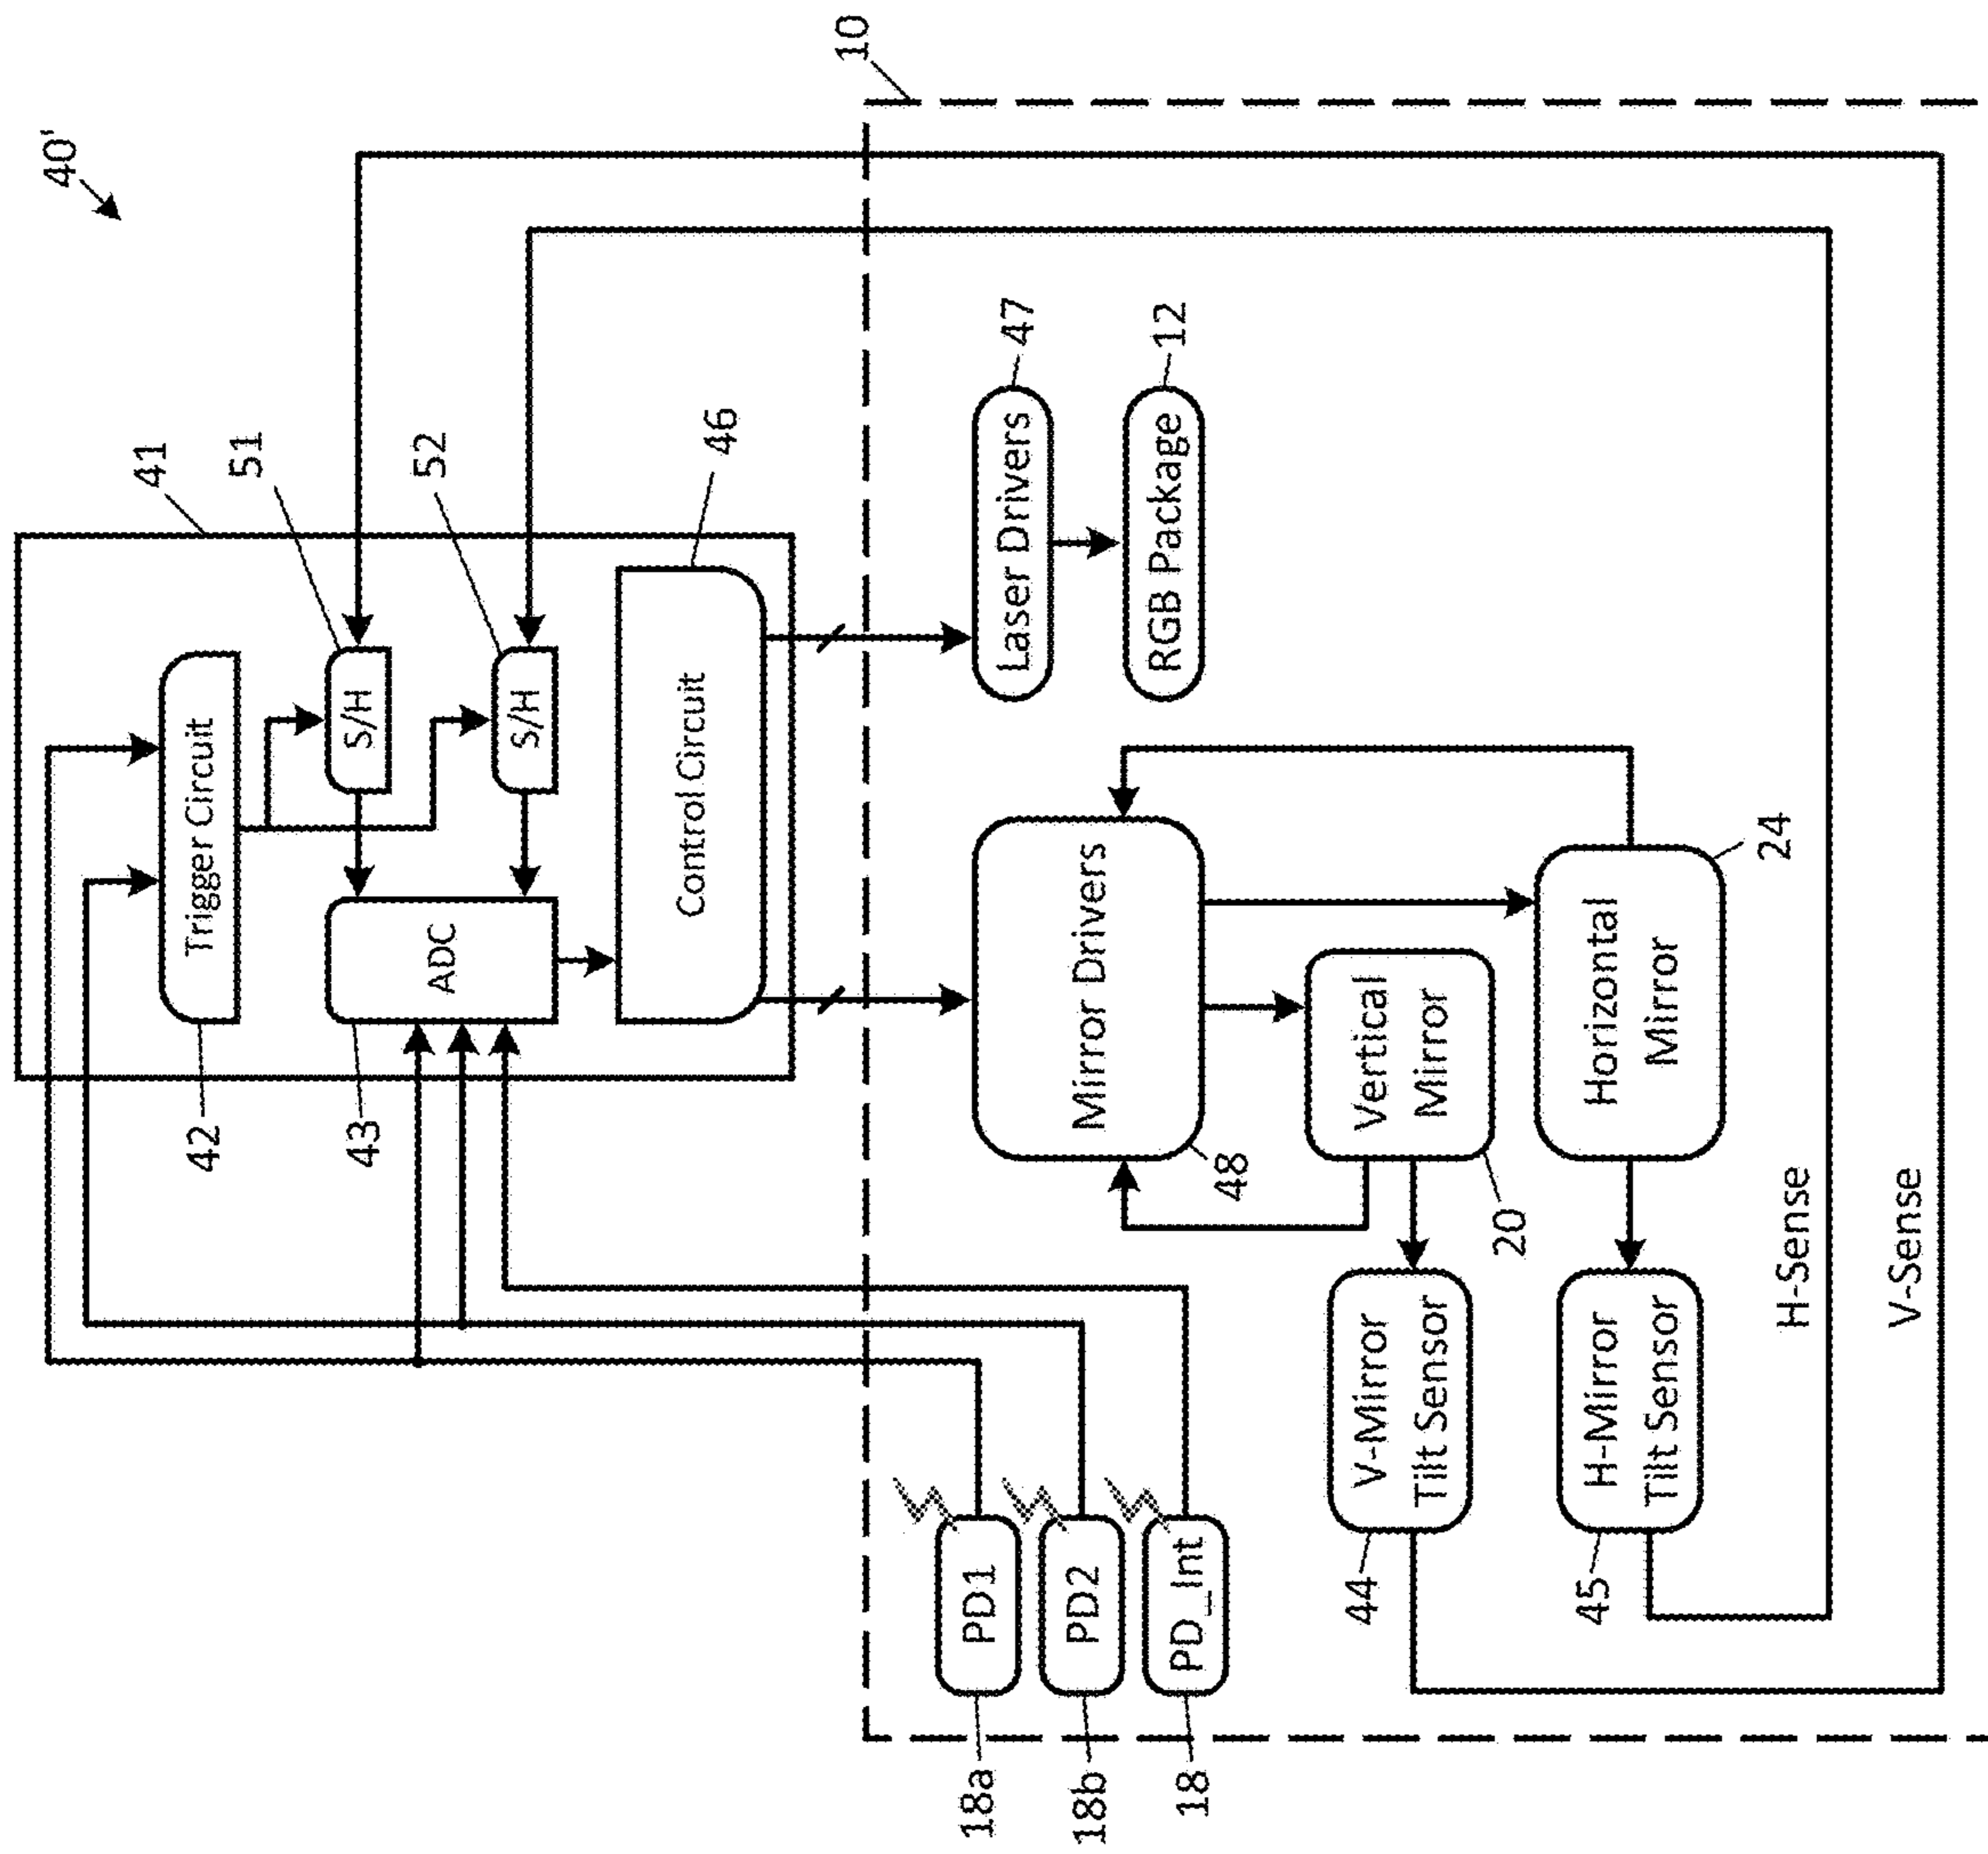 40'
10
41
51
52
46
42
43
Trigger Circuit
S/H
S/H
ADC
Control Circuit
Laser Drivers
47
RGB Package
12
Mirror Drivers
48
Vertical
Mirror
20
Horizontal
Mirror
24
PD1
18a
PD2
18b
PD_Int
18
V-Mirror
Tilt Sensor
44
H-Mirror
Tilt Sensor
45
H-Sense
V-Sense